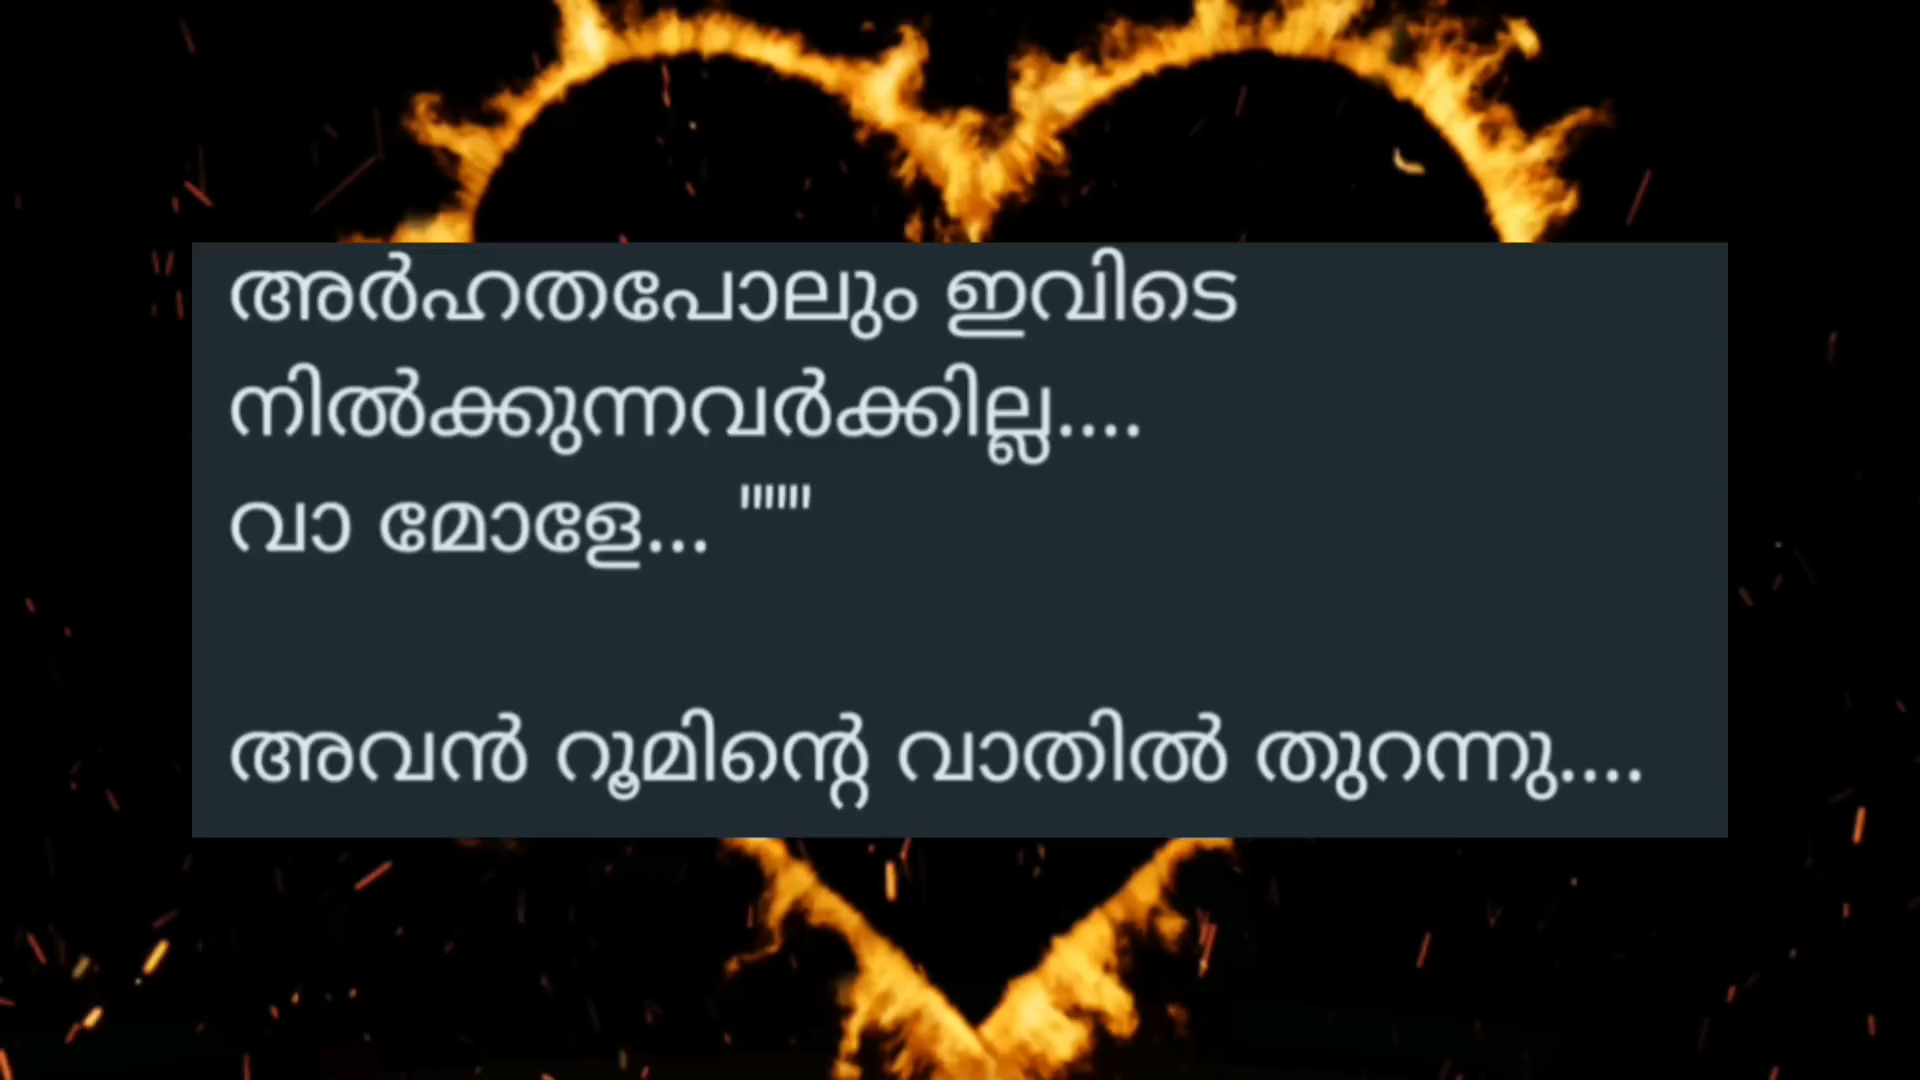 അർഹതപോലും ഇവിടെ
നിൽക്കുന്നവർക്കില്ല....
വാ മോളേ... """
അവൻ റൂമിന്റെ വാതിൽ തുറന്നു....